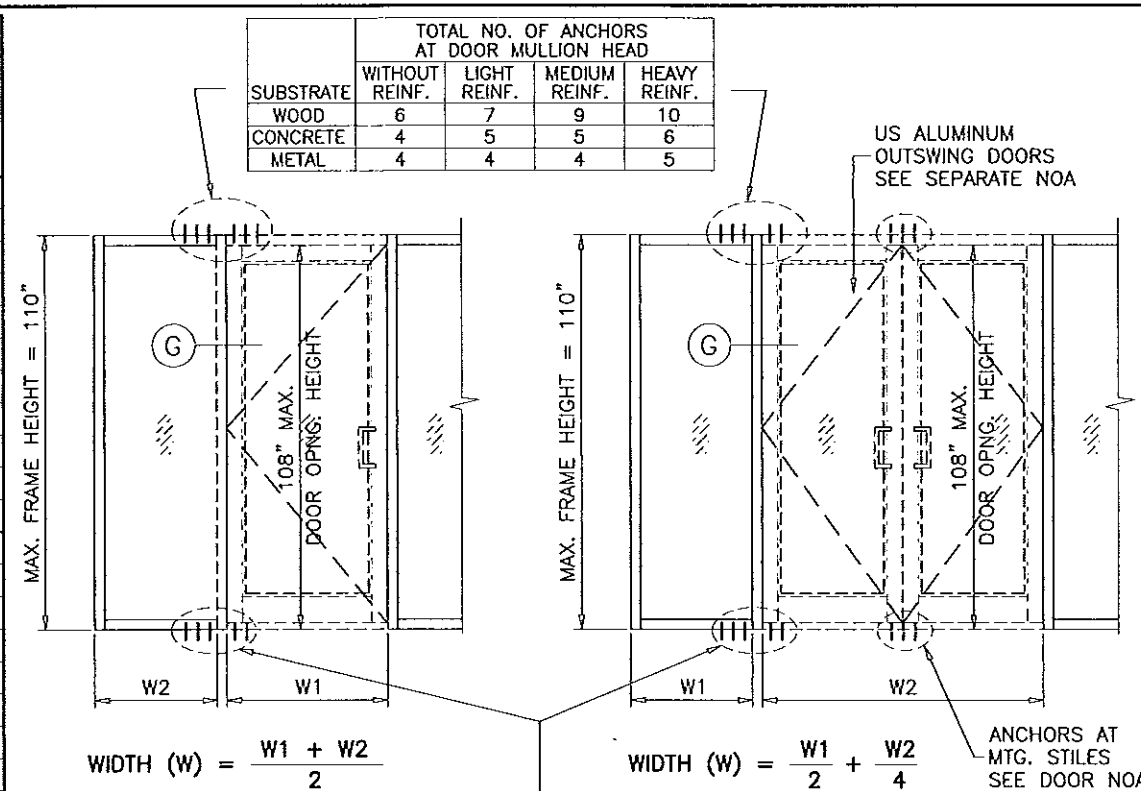 TOTAL NO. OF ANCHORS
AT DOOR MULLION HEAD
SUBSTRATE WITHOUT REINF. LIGHT REINF. MEDIUM REINF. HEAVY REINF.
WOOD 6 7 9 10
CONCRETE 4 5 5 6
METAL 4 4 4 5
US ALUMINUM
OUTSWING DOORS
SEE SEPARATE NOA
MAX. FRAME HEIGHT = 110"
G
108" MAX.
DOOR OPNG. HEIGHT
W2
W1
WIDTH (W) = W1 + W2
2
MAX. FRAME HEIGHT = 110"
G
108" MAX.
DOOR OPNG. HEIGHT
W1
W2
WIDTH (W) = W1 + W2
2 4
ANCHORS AT
MTG. STILES
SEE DOOR NOA